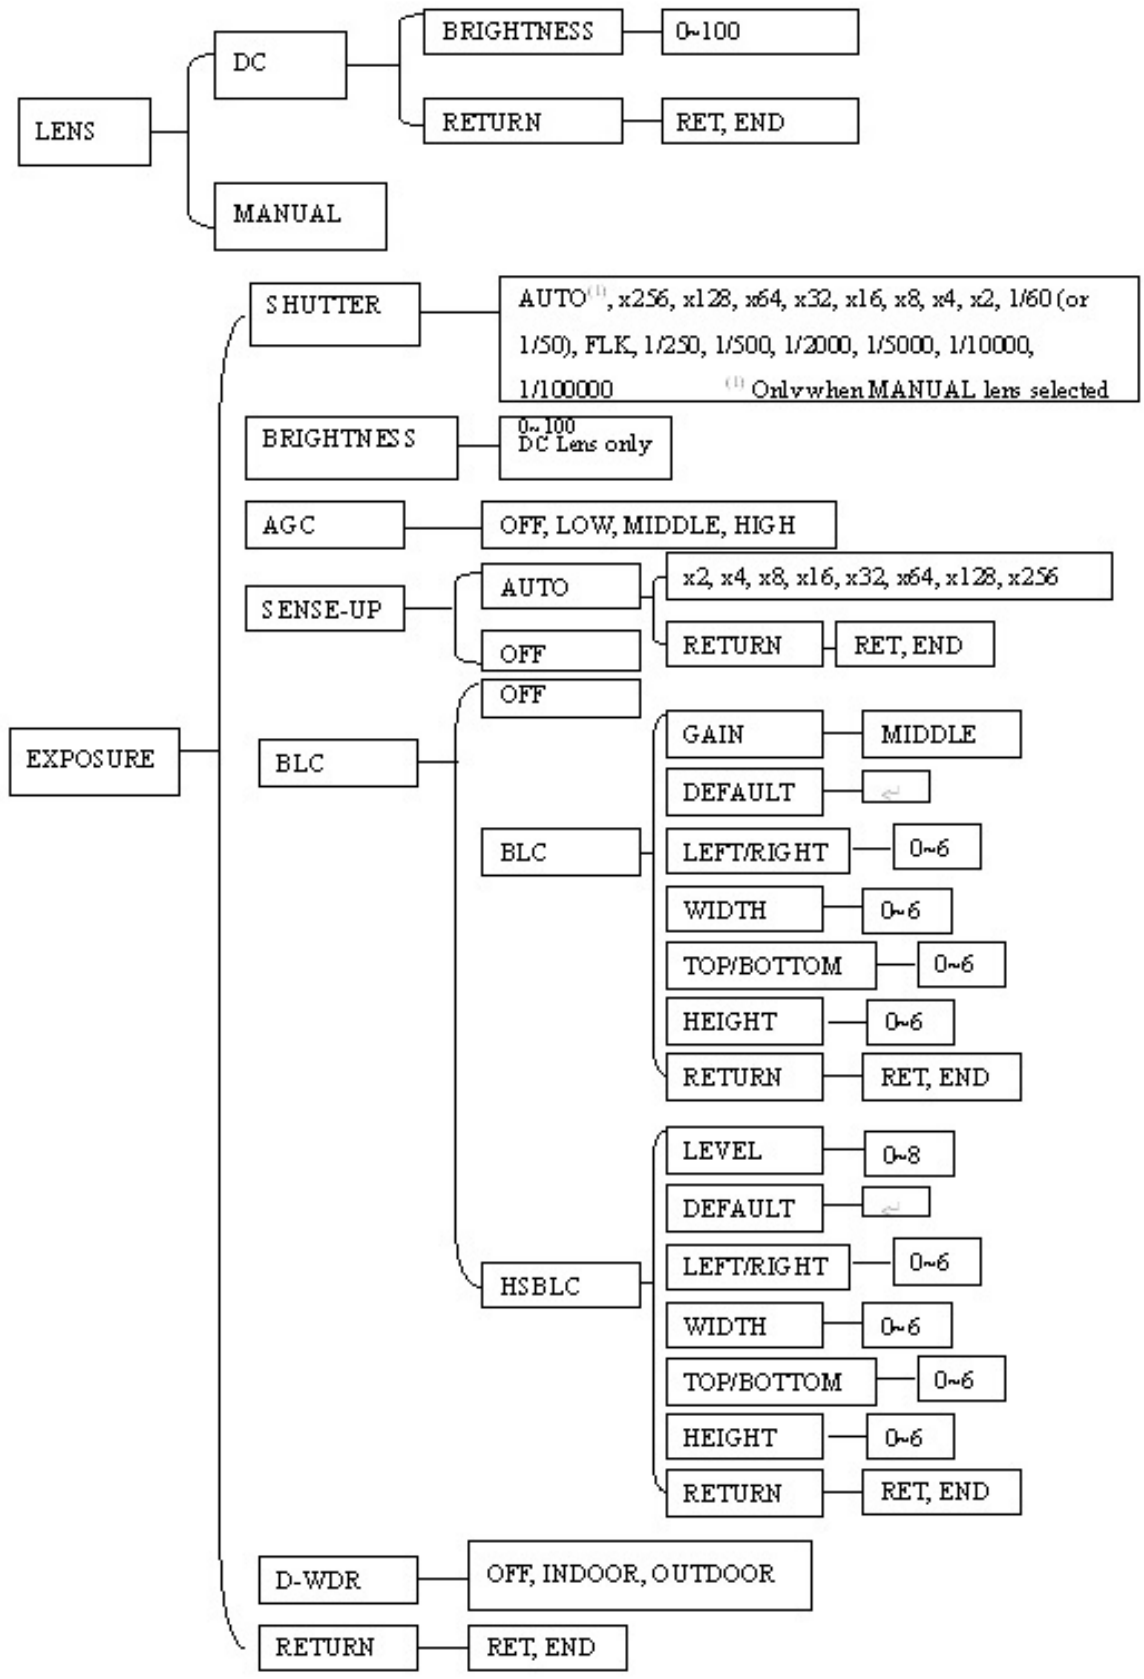 BRIGHTNESS
0~100
DC
RETURN
RET, END
LENS
MANUAL
SHUTTER
AUTO(1), x256, x128, x64, x32, x16, x8, x4, x2, 1/60 (or
1/50), FLK, 1/250, 1/500, 1/2000, 1/5000, 1/10000,
1/100000 (1) Only when MANUAL lens selected
BRIGHTNESS
0~100
DC Lens only
AGC
OFF, LOW, MIDDLE, HIGH
SENSE-UP
AUTO
x2, x4, x8, x16, x32, x64, x128, x256
RETURN
RET, END
OFF
EXPOSURE
BLC
OFF
BLC
GAIN
MIDDLE
DEFAULT
↵
LEFT/RIGHT
0~6
WIDTH
0~6
TOP/BOTTOM
0~6
HEIGHT
0~6
RETURN
RET, END
HSBLC
LEVEL
0~8
DEFAULT
↵
LEFT/RIGHT
0~6
WIDTH
0~6
TOP/BOTTOM
0~6
HEIGHT
0~6
RETURN
RET, END
D-WDR
OFF, INDOOR, OUTDOOR
RETURN
RET, END